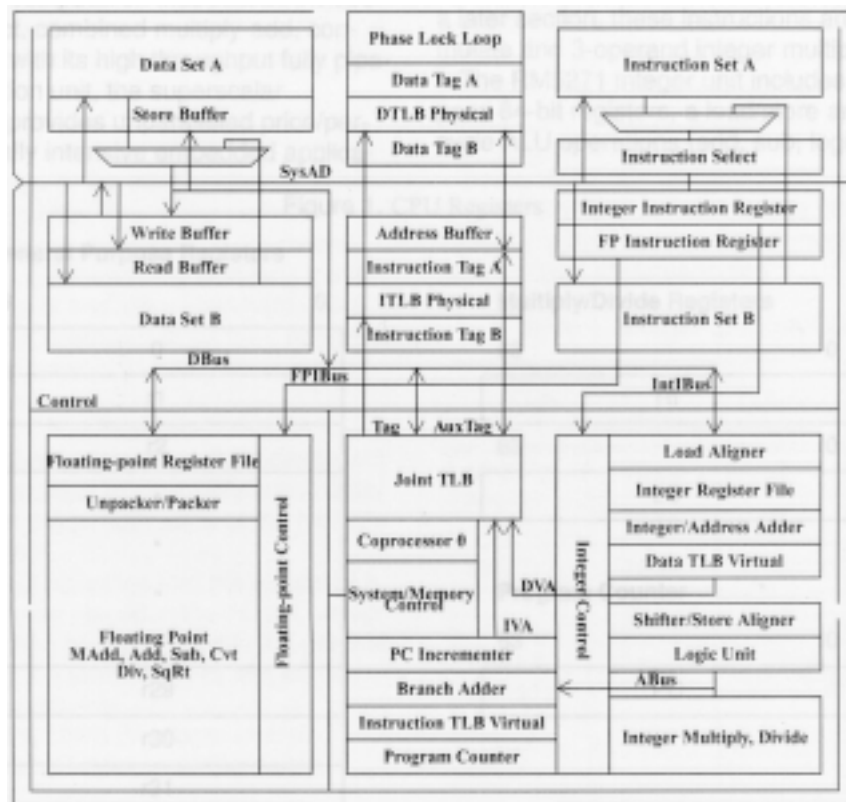 Phase Lock Loop
Data Set A
Data Tag A
Instruction Set A
Store Buffer
DTLB Physical
Data Tag B
Instruction Select
SysAD
Integer Instruction Register
Write Buffer
Address Buffer
FP Instruction Register
Read Buffer
Instruction Tag A
ITLB Physical
Data Set B
Instruction Set B
Instruction Tag B
DBus
FPIBus
IntIBus
Control
Tag
AuxTag
Floating-point Register File
Unpacker/Packer
Floating Point
MAdd, Add, Sub, Cvt
Div, SqRt
Floating-point Control
Joint TLB
Coprocessor 0
System/Memory
Control
DVA
IVA
PC Incrementer
Branch Adder
Instruction TLB Virtual
Program Counter
Integer Control
Load Aligner
Integer Register File
Integer/Address Adder
Data TLB Virtual
Shifter/Store Aligner
Logic Unit
ABus
Integer Multiply, Divide